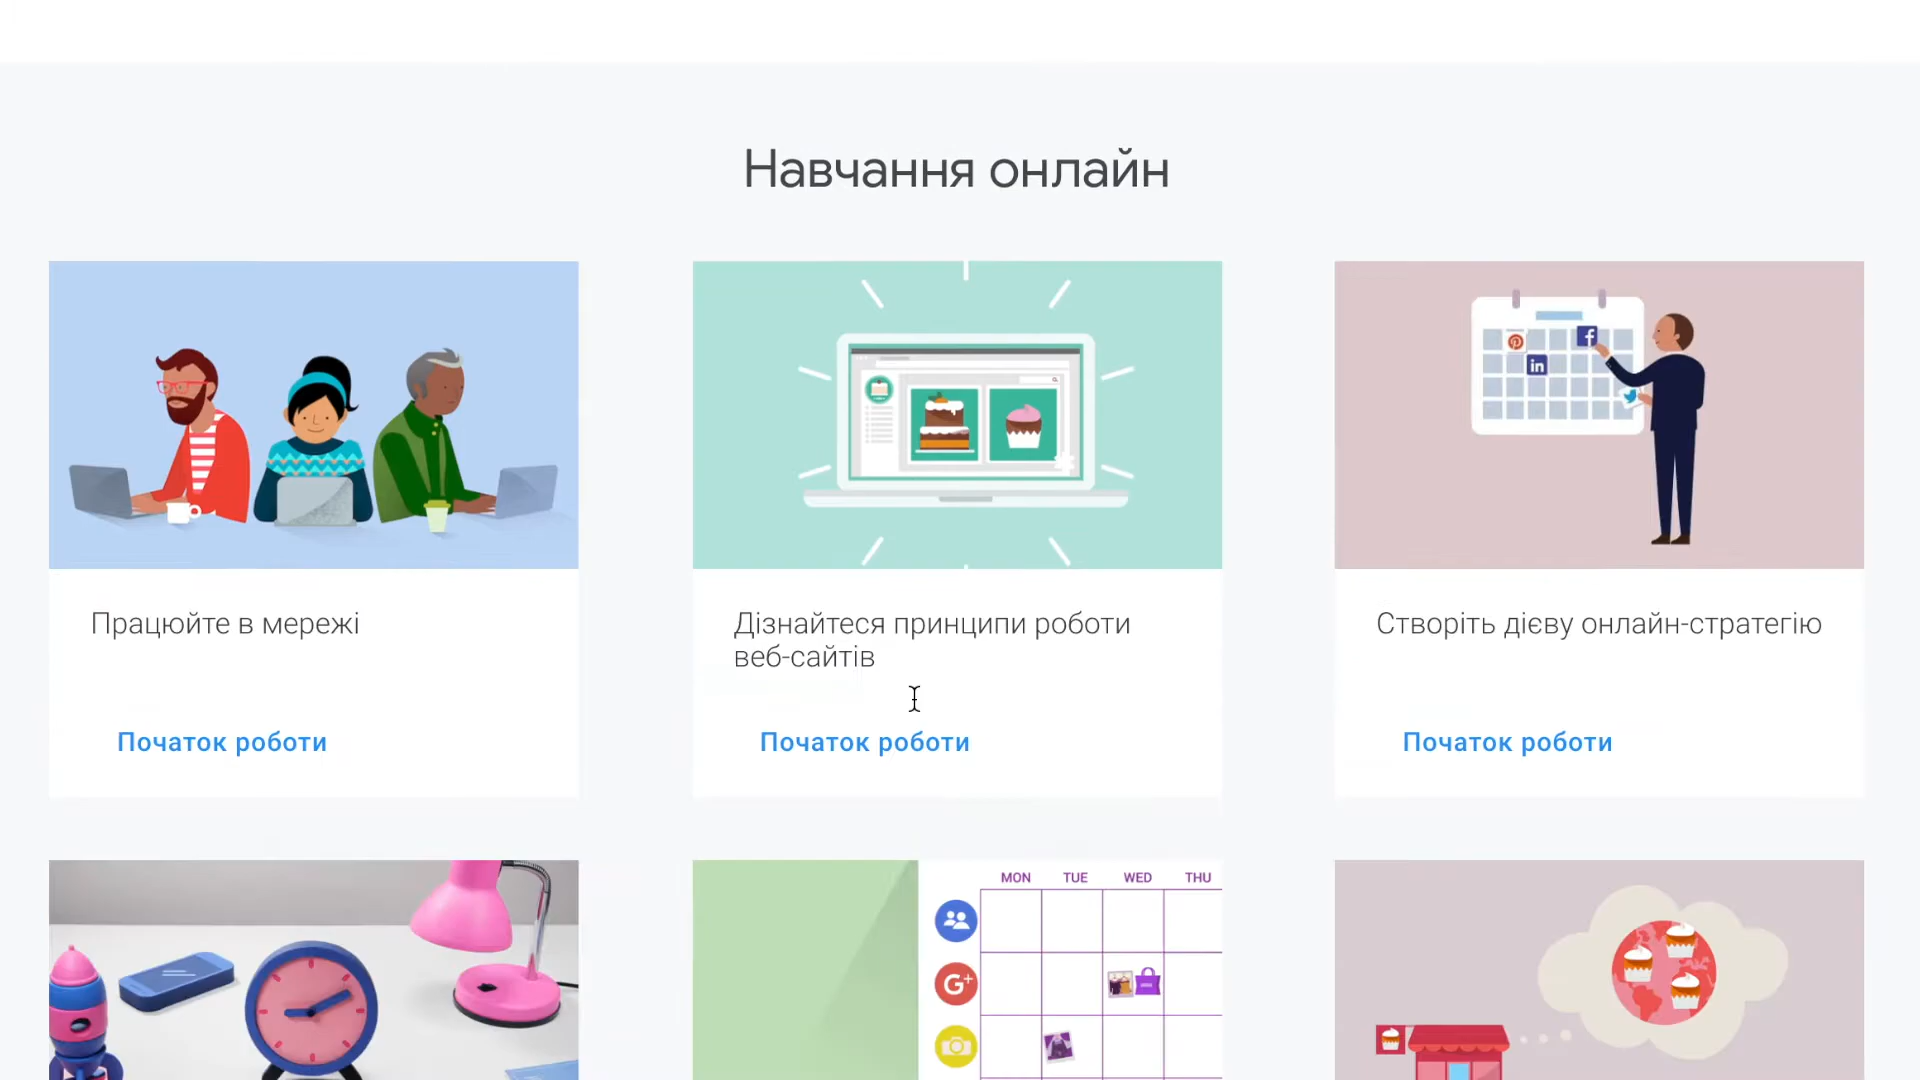 Навчання онлайн
Працюйте в мережі
Дізнайтеся принципи роботи
веб-сайтів
Створіть дієву онлайн-стратегію
Початок роботи
Початок роботи
Початок роботи
MON TUE WED THU
G+